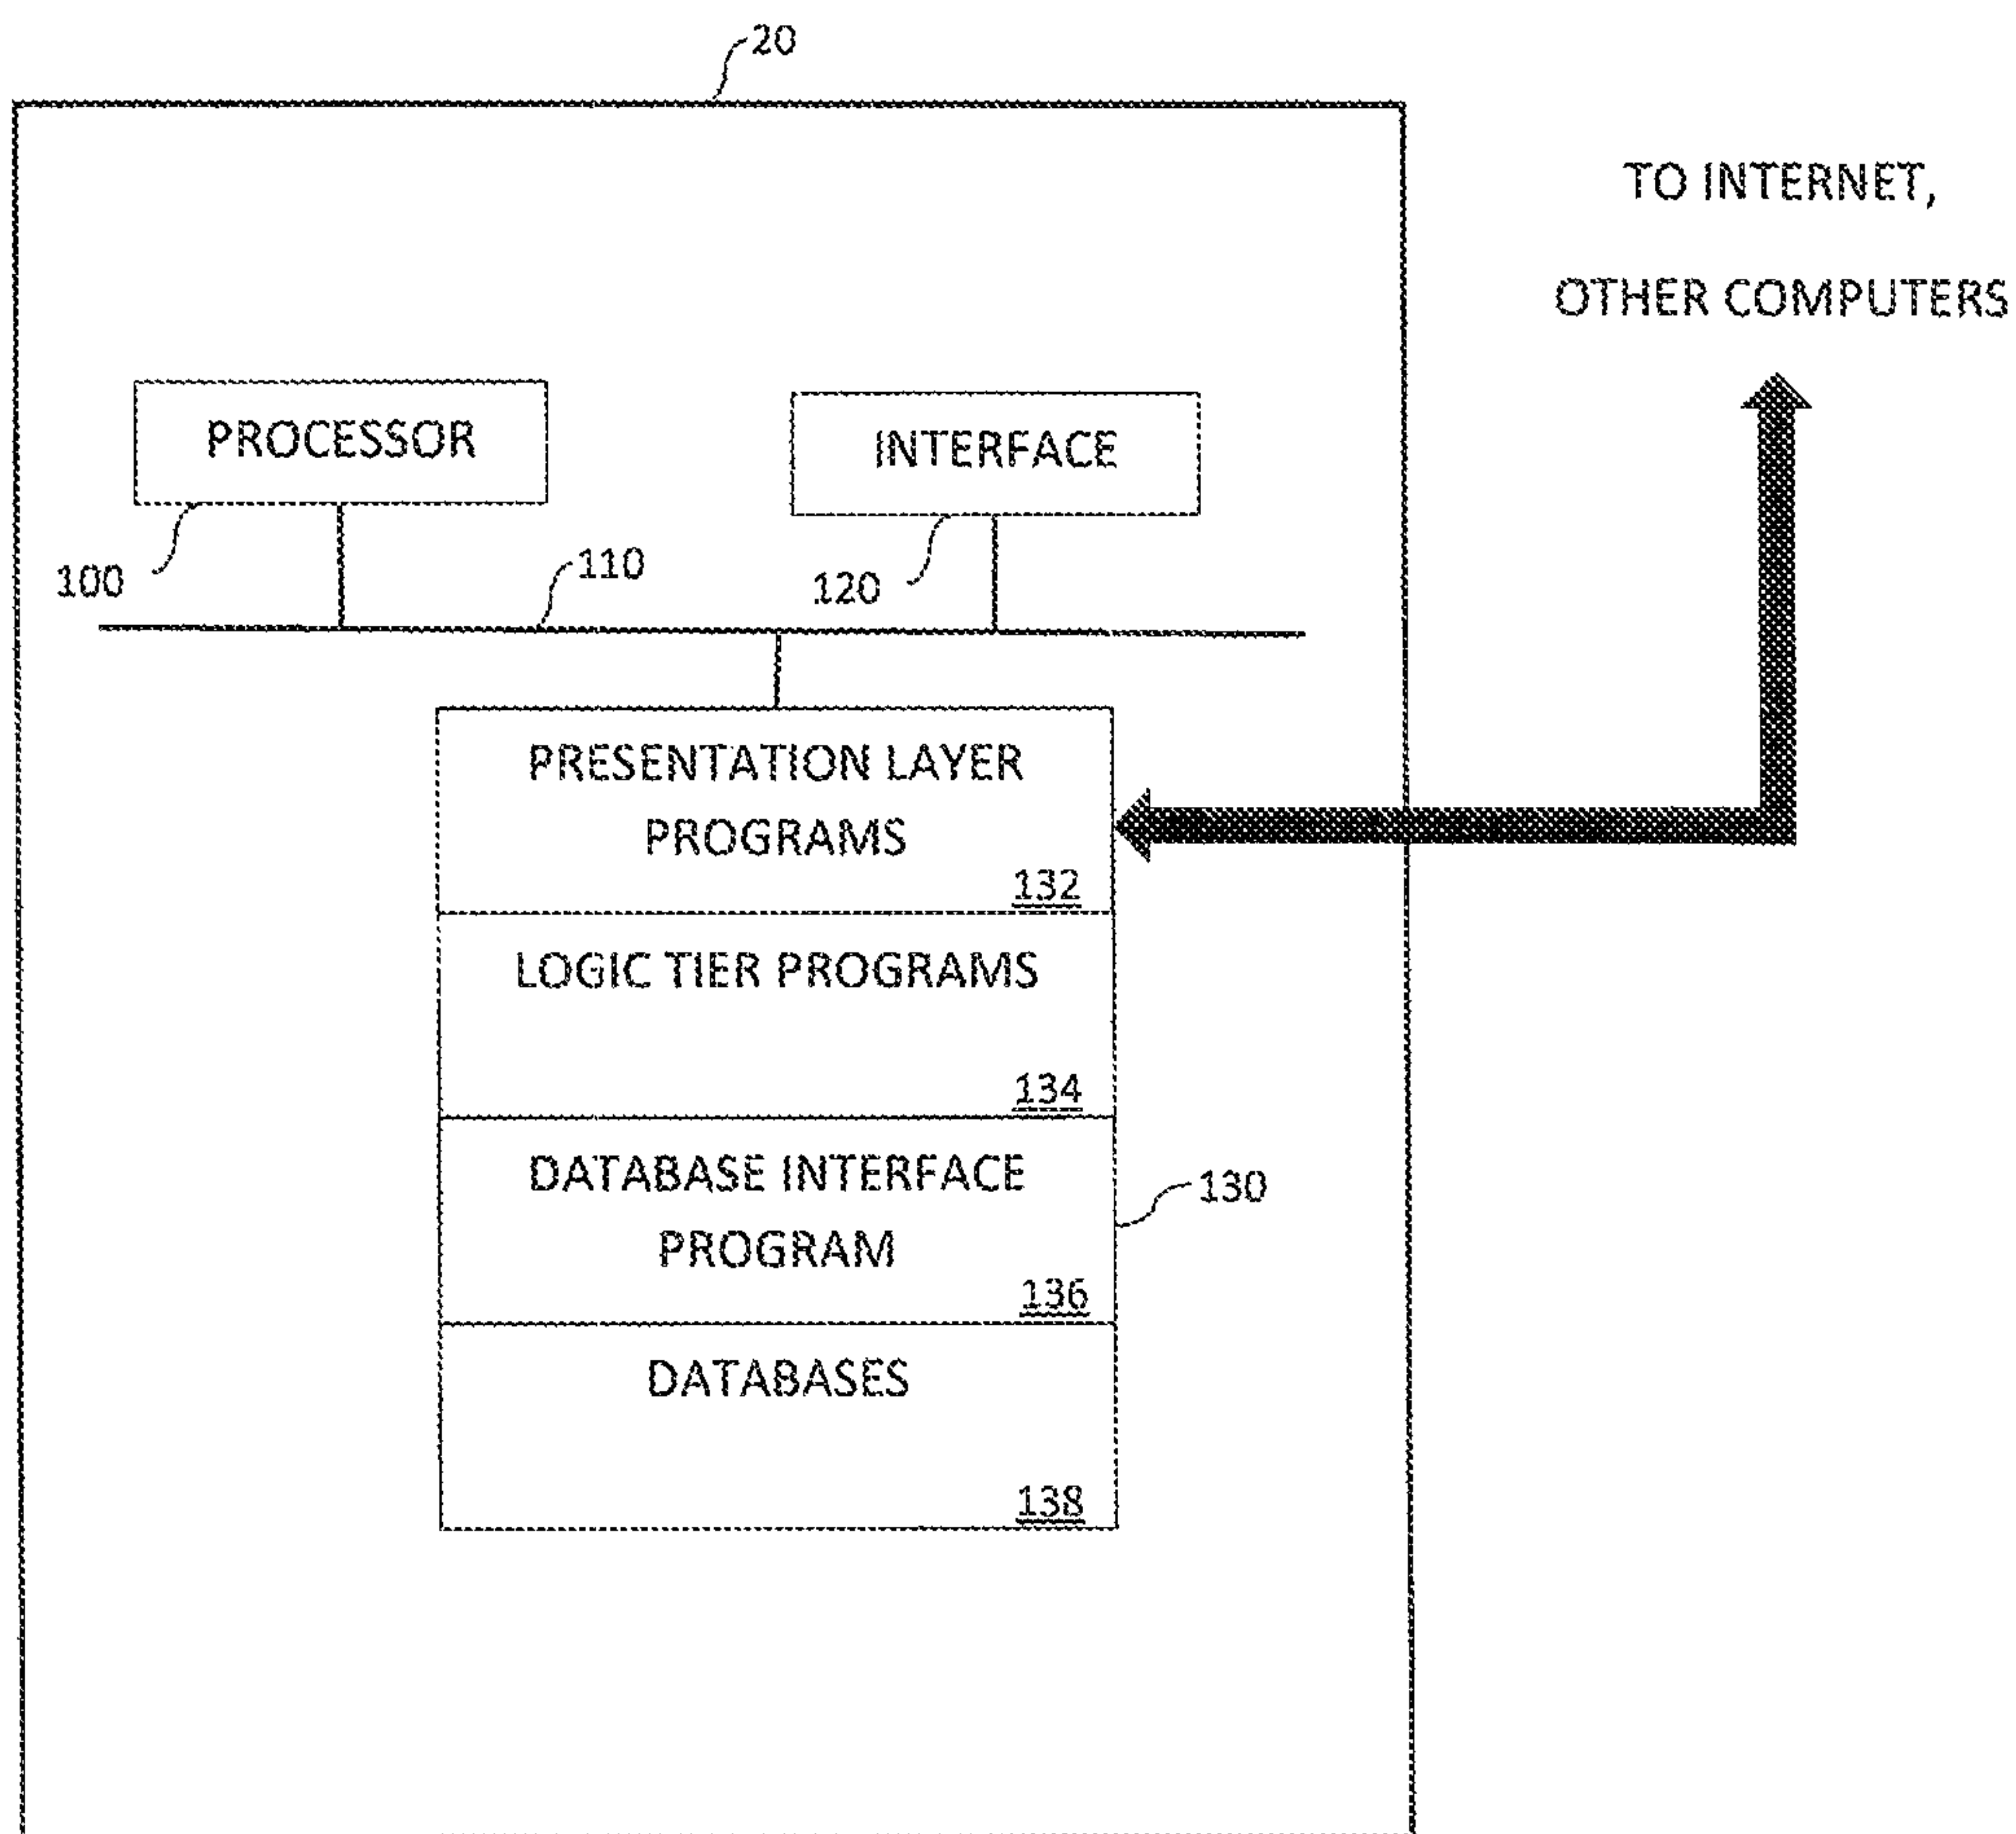 20
TO INTERNET,
OTHER COMPUTERS
PROCESSOR
INTERFACE
100
110
120
PRESENTATION LAYER
PROGRAMS
132
LOGIC TIER PROGRAMS
134
DATABASE INTERFACE
PROGRAM
136
130
DATABASES
138